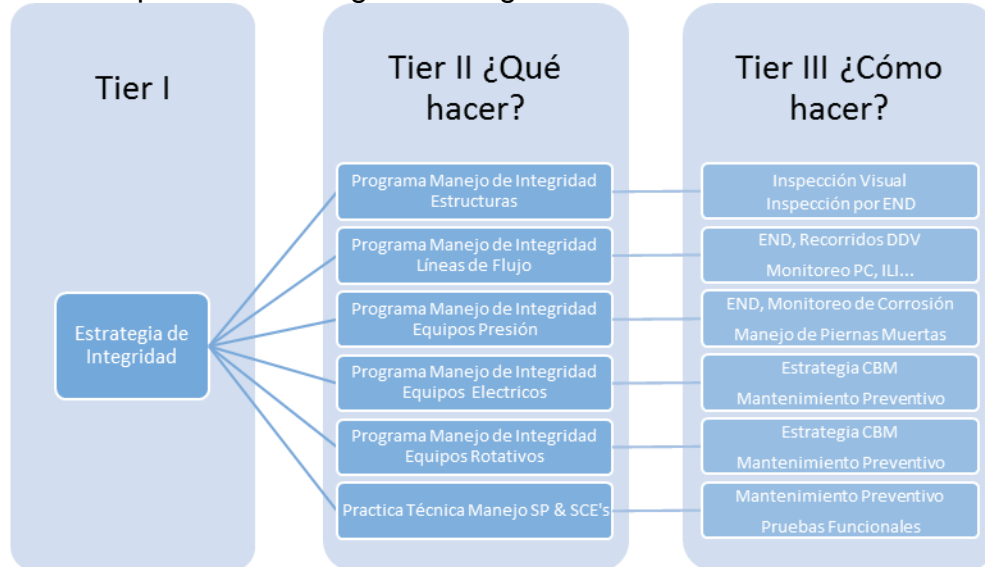 Tier I
Estrategia de
Integridad
Tier II ¿Qué
hacer?
Programa Manejo de Integridad
Estructuras
Programa Manejo de Integridad
Líneas de Flujo
Programa Manejo de Integridad
Equipos Presión
Programa Manejo de Integridad
Equipos Electricos
Programa Manejo de Integridad
Equipos Rotativos
Practica Técnica Manejo SP & SCE's
Tier III ¿Cómo
hacer?
Inspección Visual
Inspección por END
END, Recorridos DDV
Monitoreo PC, ILI...
END, Monitoreo de Corrosión
Manejo de Piernas Muertas
Estrategia CBM
Mantenimiento Preventivo
Estrategia CBM
Mantenimiento Preventivo
Mantenimiento Preventivo
Pruebas Funcionales